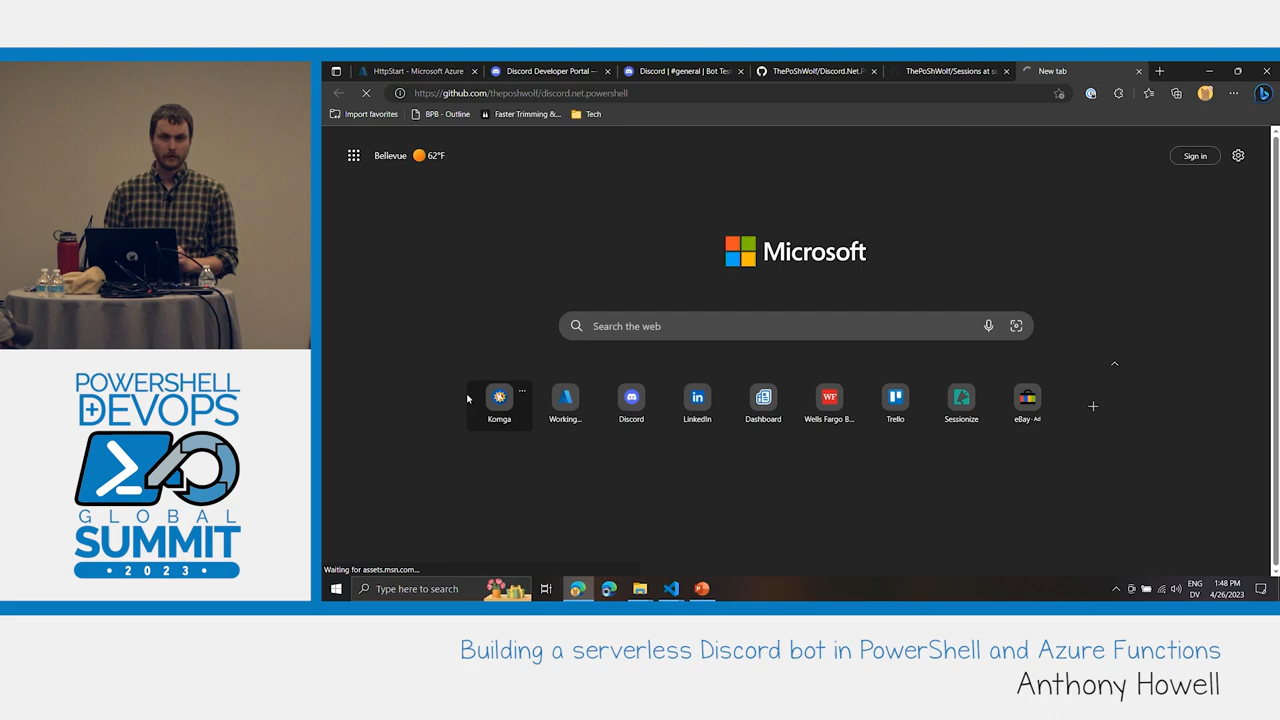 HttpStart - Microsoft Azure
Discord Developer Portal —
Discord | #general | Bot Test
ThePoShWolf/Discord.Net.P
ThePoShWolf/Sessions at s
New tab
https://github.com/theposhwolf/discord.net.powershell
Import favorites
BPB - Outline
Faster Trimming &...
Tech
Bellevue
62°F
Sign in
Microsoft
Search the web
Komga
Working...
Discord
LinkedIn
Dashboard
WF
Wells Fargo B...
Trello
Sessionize
eBay · Ad
Waiting for assets.msn.com...
Type here to search
ENG
DV
1:48 PM
4/26/2023
POWERSHELL
+DEVOPS
GLOBAL
SUMMIT
· 2023 ·
Building a serverless Discord bot in PowerShell and Azure Functions
Anthony Howell